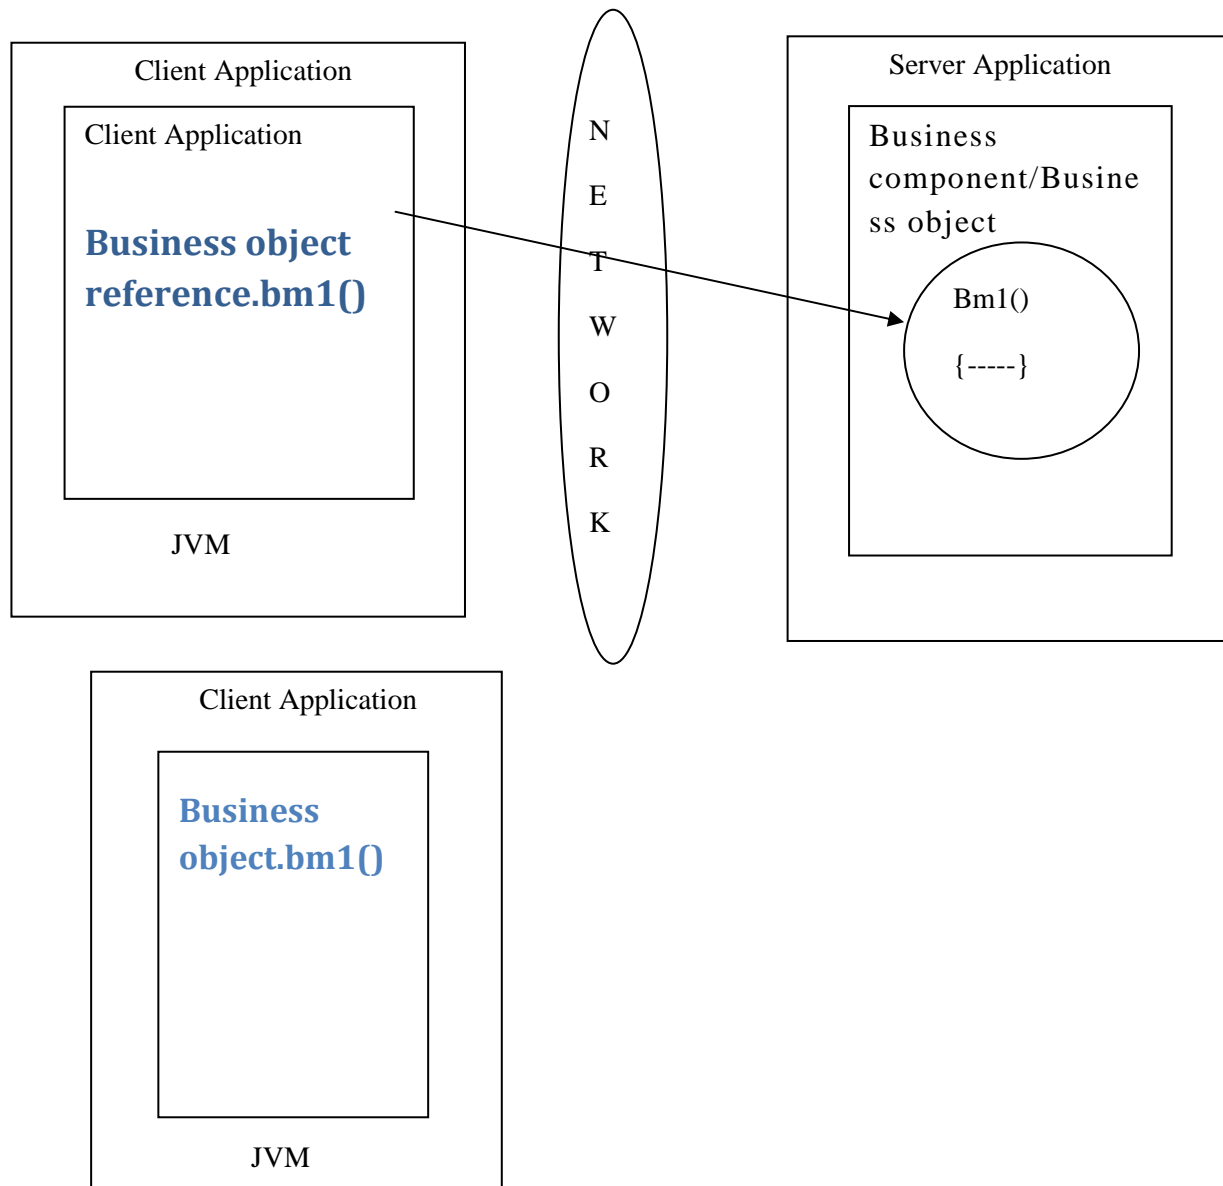 Client Application
Client Application
Business object
reference.bm1()
JVM
N
E
T
W
O
R
K
Server Application
Business
component/Busine
ss object
Bm1()
{-----}
Client Application
Business
object.bm1()
JVM